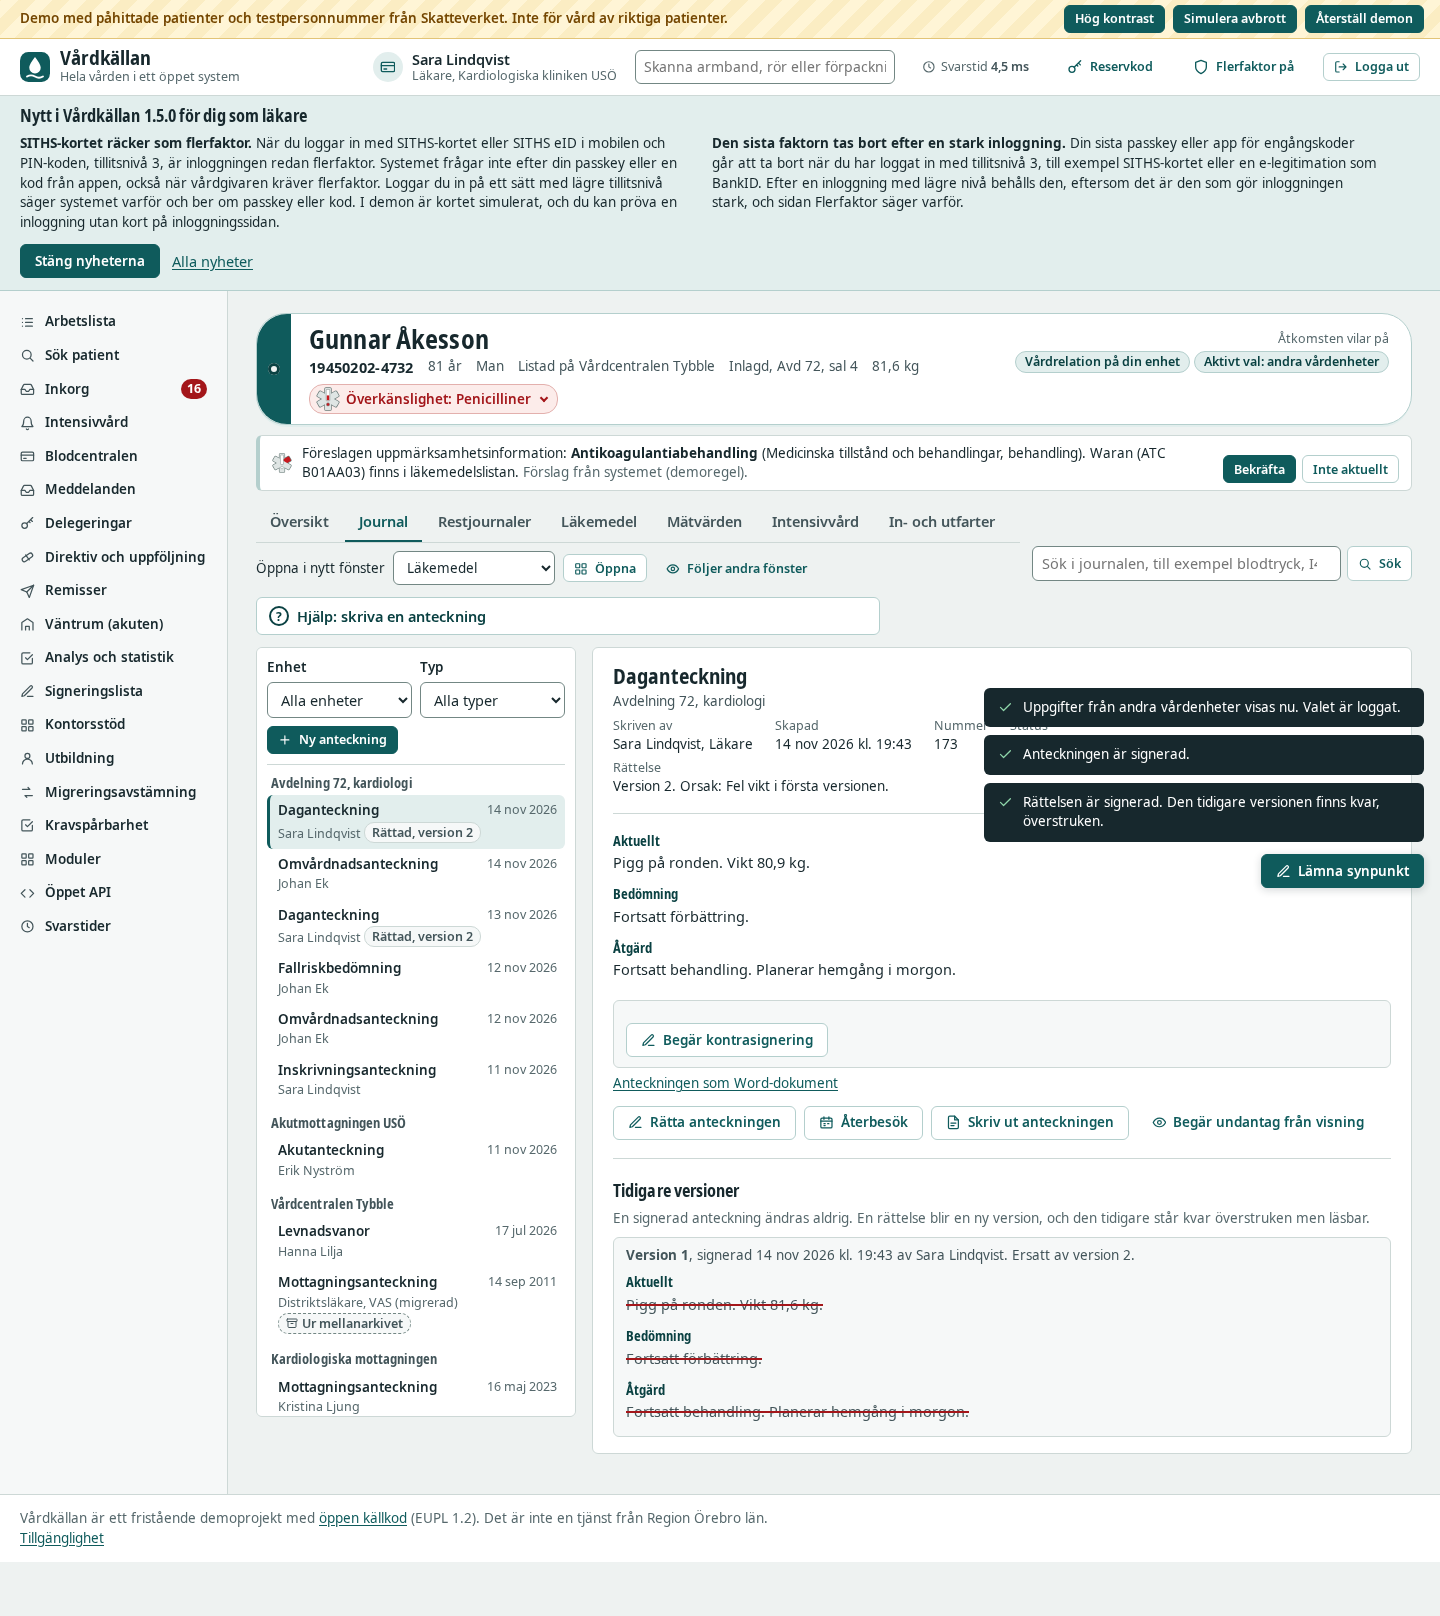 Demo med påhittade patienter och testpersonnummer från Skatteverket. Inte för vård av riktiga patienter.
Hög kontrast
Simulera avbrott
Återställ demon
Vårdkällan
Hela vården i ett öppet system
Sara Lindqvist
Läkare, Kardiologiska kliniken USÖ
Skanna armband, rör eller förpackni
Svarstid 4,5 ms
Reservkod
Flerfaktor på
Logga ut
Nytt i Vårdkällan 1.5.0 för dig som läkare
SITHS-kortet räcker som flerfaktor. När du loggar in med SITHS-kortet eller SITHS eID i mobilen och
PIN-koden, tillitsnivå 3, är inloggningen redan flerfaktor. Systemet frågar inte efter din passkey eller en
kod från appen, också när vårdgivaren kräver flerfaktor. Loggar du in på ett sätt med lägre tillitsnivå
säger systemet varför och ber om passkey eller kod. I demon är kortet simulerat, och du kan pröva en
inloggning utan kort på inloggningssidan.
Den sista faktorn tas bort efter en stark inloggning. Din sista passkey eller app för engångskoder
går att ta bort när du har loggat in med tillitsnivå 3, till exempel SITHS-kortet eller en e-legitimation som
BankID. Efter en inloggning med lägre nivå behålls den, eftersom det är den som gör inloggningen
stark, och sidan Flerfaktor säger varför.
Stäng nyheterna
Alla nyheter
Arbetslista
Sök patient
Inkorg
16
Intensivvård
Blodcentralen
Meddelanden
Delegeringar
Direktiv och uppföljning
Remisser
Väntrum (akuten)
Analys och statistik
Signeringslista
Kontorsstöd
Utbildning
Migreringsavstämning
Kravspårbarhet
Moduler
Öppet API
Svarstider
Gunnar Åkesson
19450202-4732 81 år Man Listad på Vårdcentralen Tybble Inlagd, Avd 72, sal 4 81,6 kg
Överkänslighet: Penicilliner
Åtkomsten vilar på
Vårdrelation på din enhet
Aktivt val: andra vårdenheter
Föreslagen uppmärksamhetsinformation: Antikoagulantiabehandling (Medicinska tillstånd och behandlingar, behandling). Waran (ATC
B01AA03) finns i läkemedelslistan. Förslag från systemet (demoregel).
Bekräfta
Inte aktuellt
Översikt
Journal
Restjournaler
Läkemedel
Mätvärden
Intensivvård
In- och utfarter
Öppna i nytt fönster
Läkemedel
Öppna
Följer andra fönster
Sök i journalen, till exempel blodtryck, I4
Sök
? Hjälp: skriva en anteckning
Enhet
Typ
Alla enheter
Alla typer
Ny anteckning
Avdelning 72, kardiologi
Daganteckning 14 nov 2026
Sara Lindqvist Rättad, version 2
Omvårdnadsanteckning 14 nov 2026
Johan Ek
Daganteckning 13 nov 2026
Sara Lindqvist Rättad, version 2
Fallriskbedömning 12 nov 2026
Johan Ek
Omvårdnadsanteckning 12 nov 2026
Johan Ek
Inskrivningsanteckning 11 nov 2026
Sara Lindqvist
Akutmottagningen USÖ
Akutanteckning 11 nov 2026
Erik Nyström
Vårdcentralen Tybble
Levnadsvanor 17 jul 2026
Hanna Lilja
Mottagningsanteckning 14 sep 2011
Distriktsläkare, VAS (migrerad)
Ur mellanarkivet
Kardiologiska mottagningen
Mottagningsanteckning 16 maj 2023
Kristina Ljung
Daganteckning
Avdelning 72, kardiologi
Skriven av
Sara Lindqvist, Läkare
Skapad
14 nov 2026 kl. 19:43
Nummer
173
Rättelse
Version 2. Orsak: Fel vikt i första versionen.
Uppgifter från andra vårdenheter visas nu. Valet är loggat.
Anteckningen är signerad.
Rättelsen är signerad. Den tidigare versionen finns kvar,
överstruken.
Lämna synpunkt
Aktuellt
Pigg på ronden. Vikt 80,9 kg.
Bedömning
Fortsatt förbättring.
Åtgärd
Fortsatt behandling. Planerar hemgång i morgon.
Begär kontrasignering
Anteckningen som Word-dokument
Rätta anteckningen
Återbesök
Skriv ut anteckningen
Begär undantag från visning
Tidigare versioner
En signerad anteckning ändras aldrig. En rättelse blir en ny version, och den tidigare står kvar överstruken men läsbar.
Version 1, signerad 14 nov 2026 kl. 19:43 av Sara Lindqvist. Ersatt av version 2.
Aktuellt
Pigg på ronden. Vikt 81,6 kg.
Bedömning
Fortsatt förbättring.
Åtgärd
Fortsatt behandling. Planerar hemgång i morgon.
Vårdkällan är ett fristående demoprojekt med öppen källkod (EUPL 1.2). Det är inte en tjänst från Region Örebro län.
Tillgänglighet